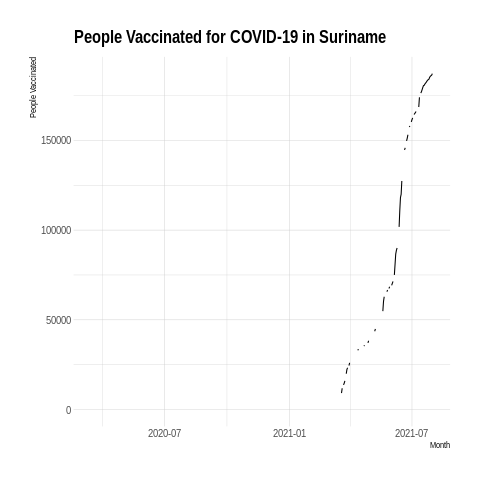 People Vaccinated for COVID-19 in Suriname
People Vaccinated
150000
100000
50000
0
2020-07
2021-01
2021-07
Month